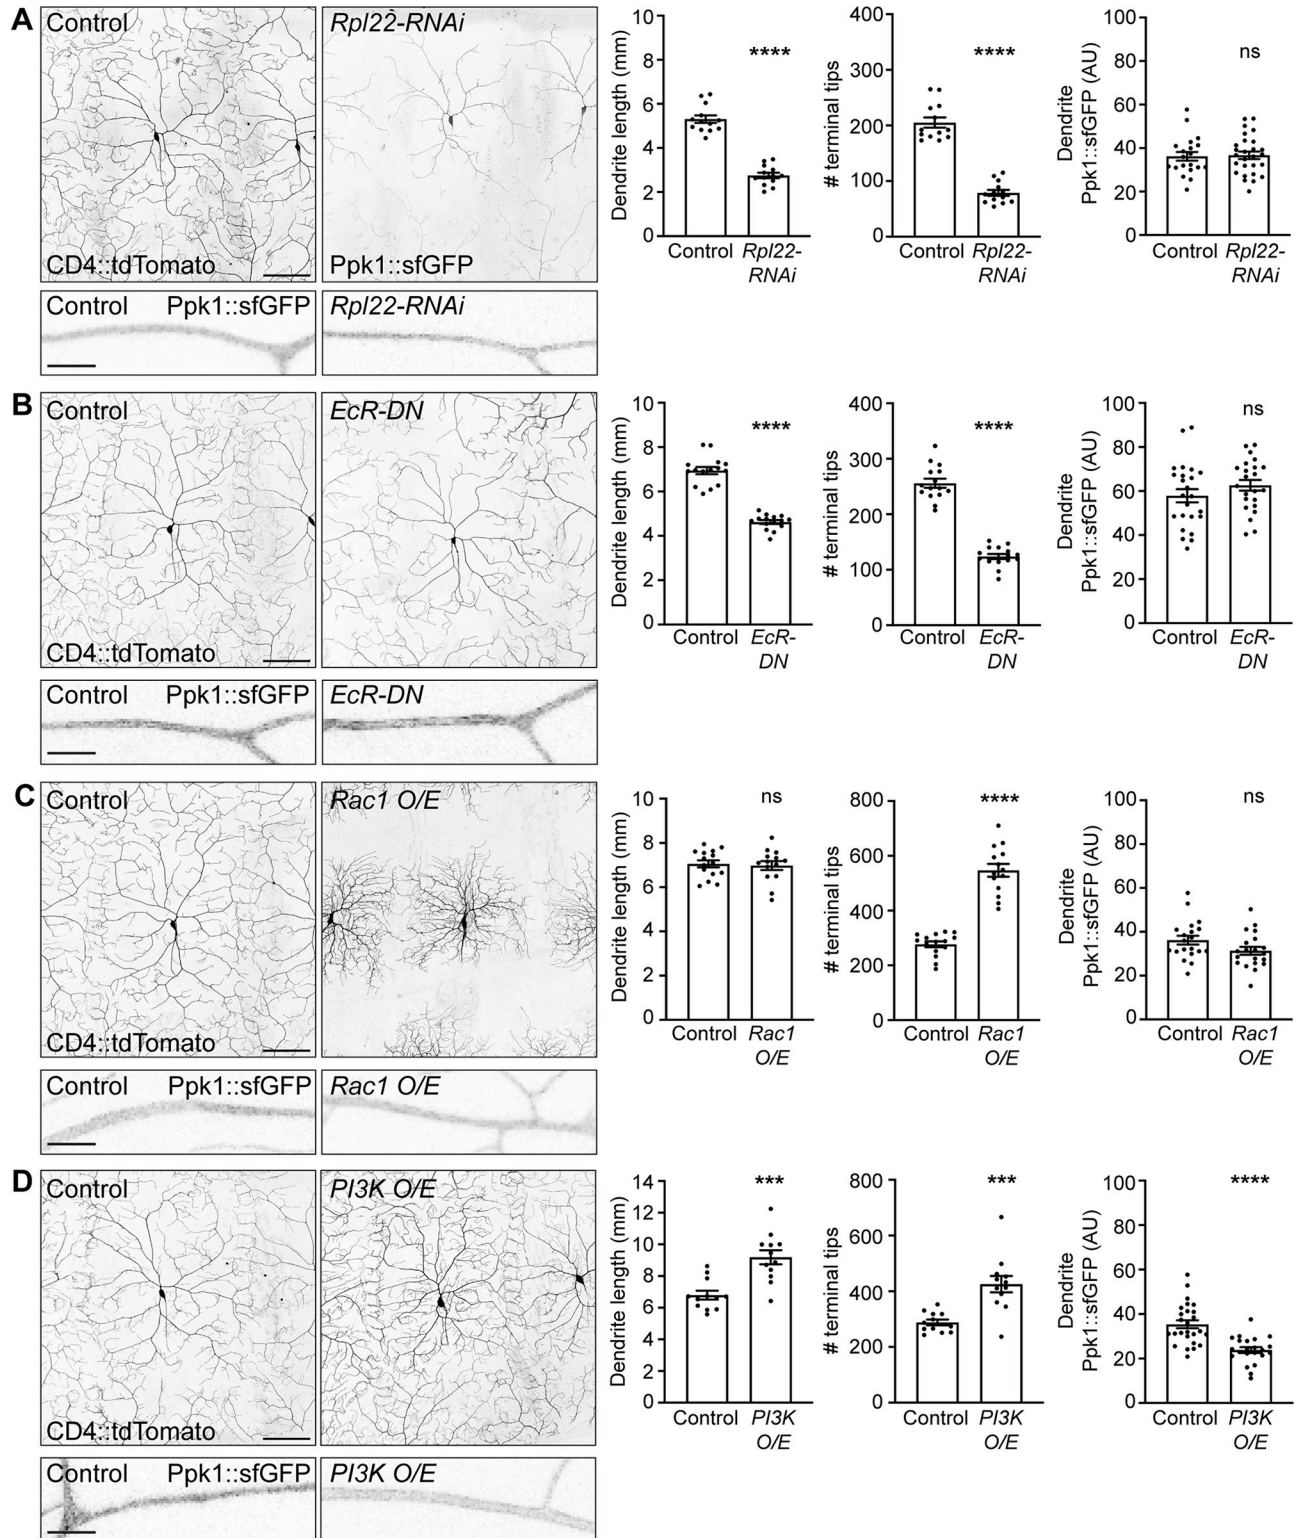 A
Control
Rpl22-RNAi
CD4::tdTomato
Ppk1::sfGFP
Control Ppk1::sfGFP
Rpl22-RNAi
Dendrite length (mm)
10
8
6
4
2
0
****
Control Rpl22-
RNAi
# terminal tips
400
300
200
100
0
****
Control Rpl22-
RNAi
Dendrite
Ppk1::sfGFP (AU)
100
80
60
40
20
0
ns
Control Rpl22-
RNAi
B
Control
EcR-DN
CD4::tdTomato
Control Ppk1::sfGFP
EcR-DN
Dendrite length (mm)
10
8
6
4
2
0
****
Control EcR-
DN
# terminal tips
400
300
200
100
0
****
Control EcR-
DN
Dendrite
Ppk1::sfGFP (AU)
100
80
60
40
20
0
ns
Control EcR-
DN
C
Control
Rac1 O/E
CD4::tdTomato
Control Ppk1::sfGFP
Rac1 O/E
Dendrite length (mm)
10
8
6
4
2
0
ns
Control Rac1
O/E
# terminal tips
800
600
400
200
0
****
Control Rac1
O/E
Dendrite
Ppk1::sfGFP (AU)
100
80
60
40
20
0
ns
Control Rac1
O/E
D
Control
PI3K O/E
CD4::tdTomato
Control Ppk1::sfGFP
PI3K O/E
Dendrite length (mm)
14
12
10
8
6
4
2
0
***
Control PI3K
O/E
# terminal tips
800
600
400
200
0
***
Control PI3K
O/E
Dendrite
Ppk1::sfGFP (AU)
100
80
60
40
20
0
****
Control PI3K
O/E